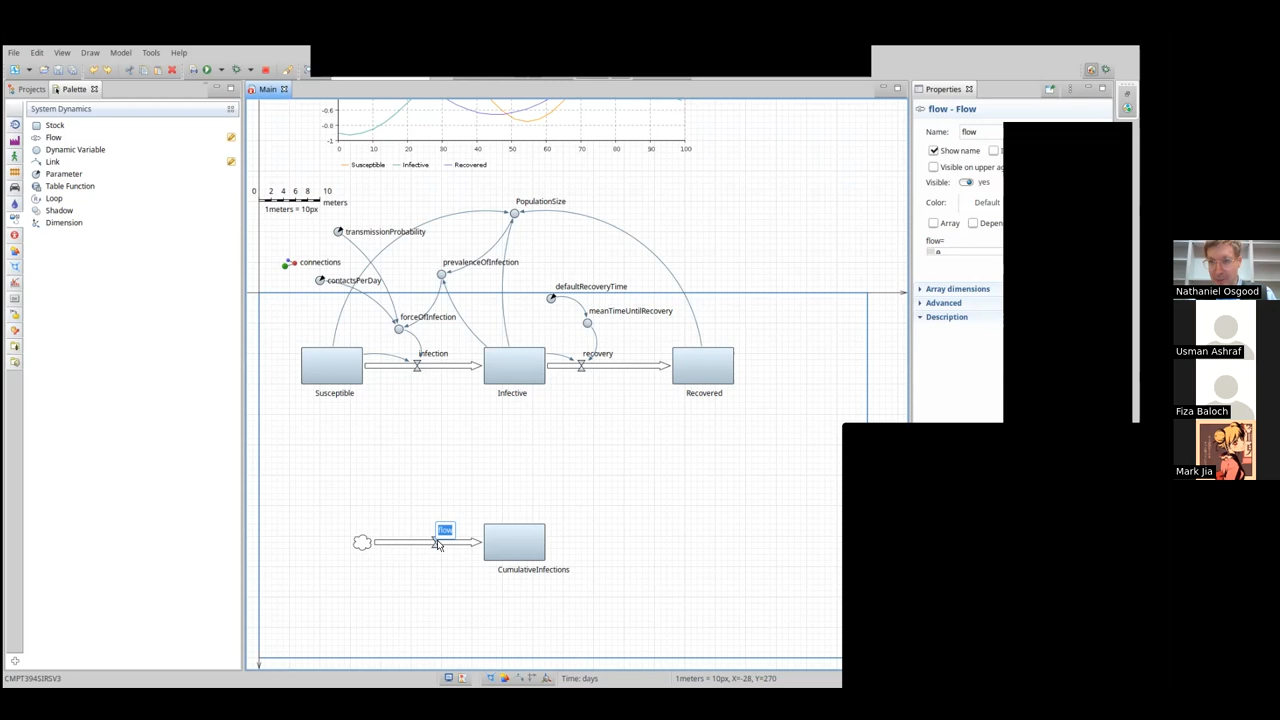 File Edit View Draw Model Tools Help
Projects Palette
Main
Properties
System Dynamics
Stock
Flow
Dynamic Variable
Link
Parameter
Table Function
Loop
Shadow
Dimension
-0.6
-0.8
-1
0 10 20 30 40 50 60 70 80 90 100
Susceptible Infective Recovered
0 2 4 6 8 10
meters
1meters = 10px
PopulationSize
transmissionProbability
connections
prevalenceOfInfection
contactsPerDay
defaultRecoveryTime
meanTimeUntilRecovery
forceOfInfection
infection
recovery
Susceptible
Infective
Recovered
flow
CumulativeInfections
flow - Flow
Name: flow
Show name
Visible on upper ag
Visible: yes
Color: Default
Array Depen
flow=
Array dimensions
Advanced
Description
Nathaniel Osgood
Usman Ashraf
Fiza Baloch
Mark Jia
CMPT394SIRSV3
Time: days
1meters = 10px, X=-28, Y=270